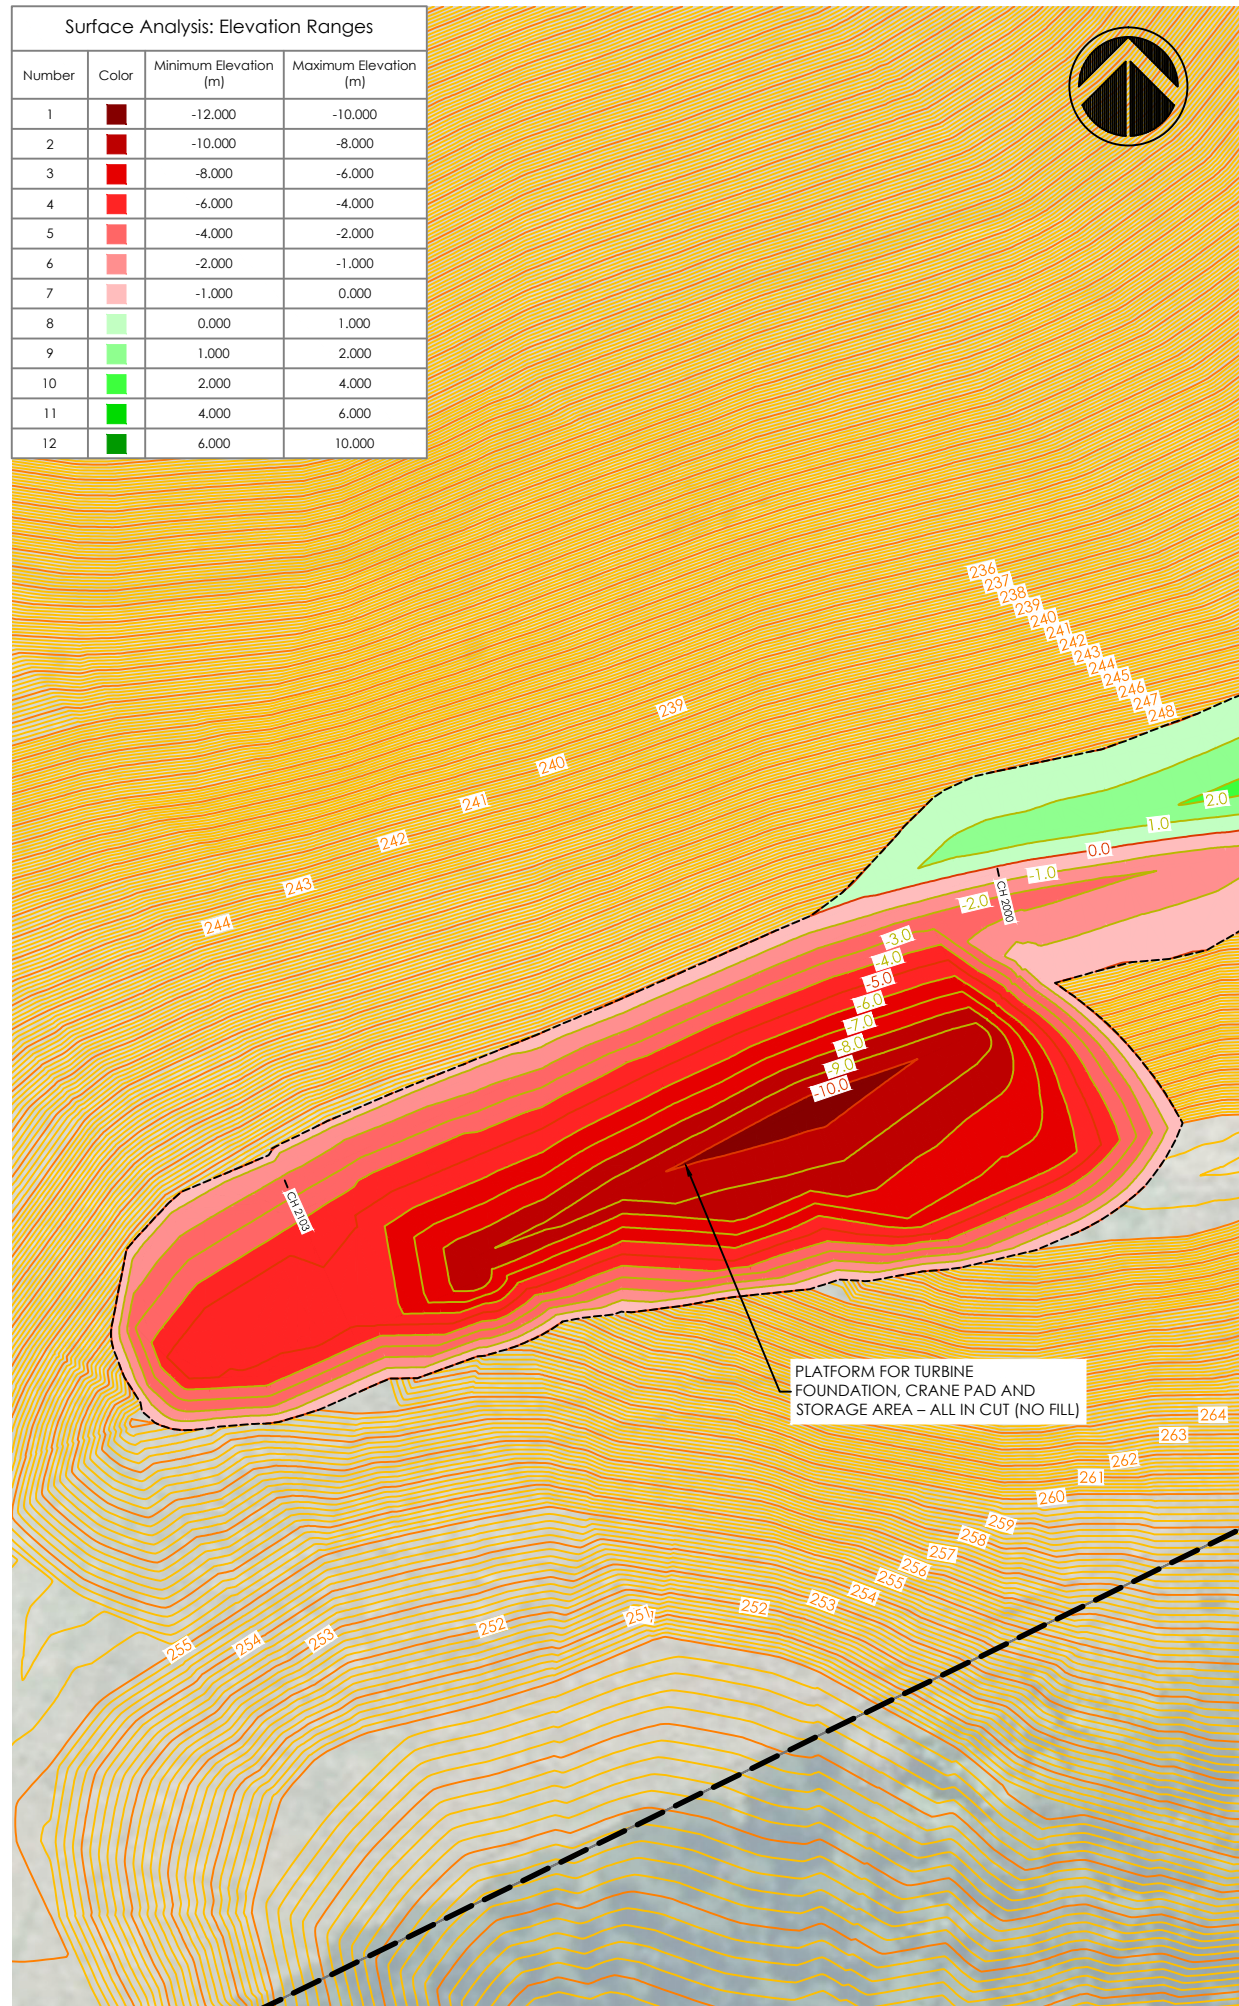 Surface Analysis: Elevation Ranges
Number Color Minimum Elevation (m) Maximum Elevation (m)
1 -12.000 -10.000
2 -10.000 -8.000
3 -8.000 -6.000
4 -6.000 -4.000
5 -4.000 -2.000
6 -2.000 -1.000
7 -1.000 0.000
8 0.000 1.000
9 1.000 2.000
10 2.000 4.000
11 4.000 6.000
12 6.000 10.000
236
237
238
239
240
241
242
243
244
245
246
247
248
239
240
241
242
243
244
2.0
1.0
0.0
-1.0
-2.0
CH 2000
-3.0
-4.0
-5.0
-6.0
-7.0
-8.0
-9.0
-10.0
CH 2103
PLATFORM FOR TURBINE
FOUNDATION, CRANE PAD AND
STORAGE AREA – ALL IN CUT (NO FILL)
264
263
262
261
260
259
258
257
256
255
254
253
252
251
252
253
254
255